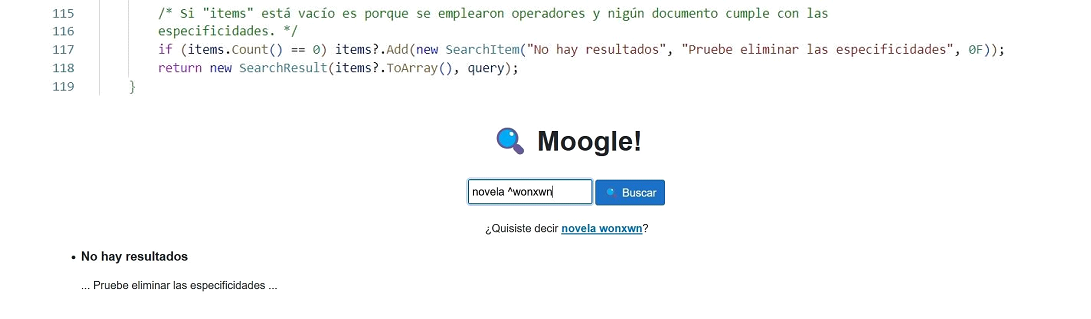 115 /* Si "items" está vacío es porque se emplearon operadores y nigún documento cumple con las
116 especificidades. */
117 if (items.Count() == 0) items?.Add(new SearchItem("No hay resultados", "Pruebe eliminar las especificidades", 0F));
118 return new SearchResult(items?.ToArray(), query);
119 }
Moogle!
novela ^wonxwn
Buscar
¿Quisiste decir novela wonxwn?
• No hay resultados
... Pruebe eliminar las especificidades ...